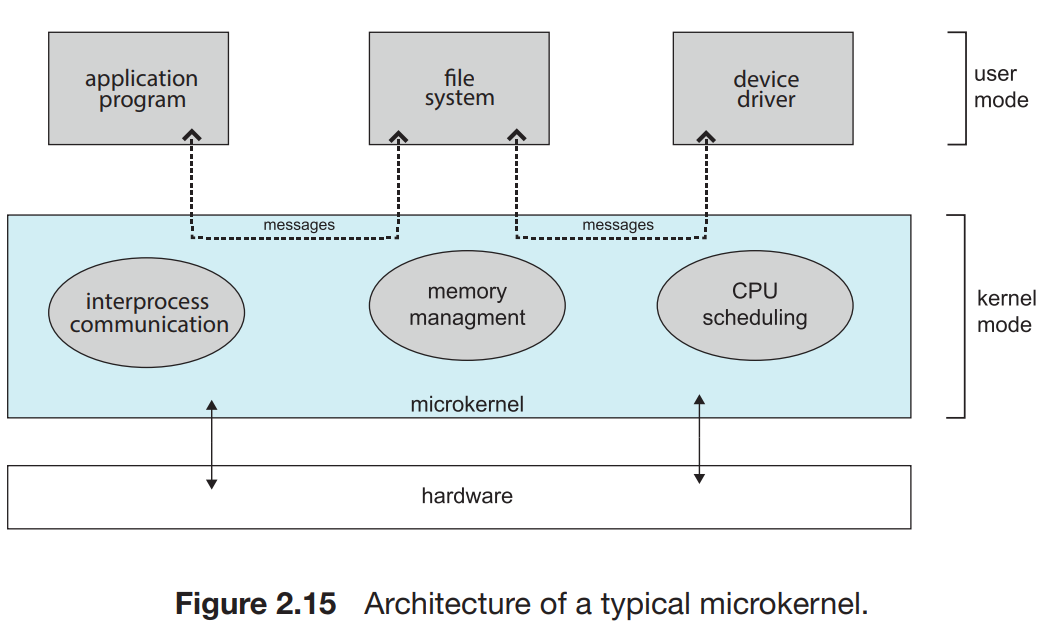 application
program
file
system
device
driver
user
mode
messages
messages
interprocess
communication
memory
managment
CPU
scheduling
kernel
mode
microkernel
hardware
Figure 2.15 Architecture of a typical microkernel.